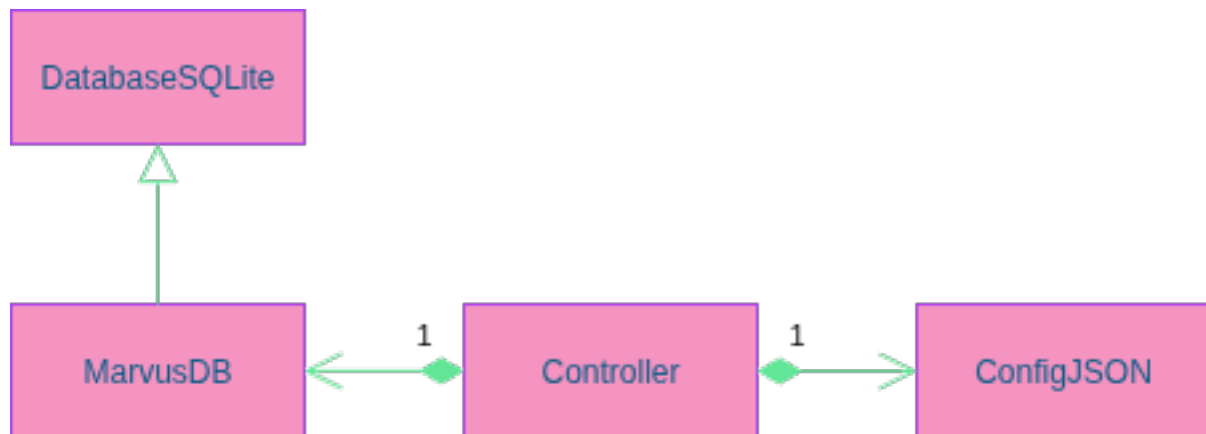 DatabaseSQLite
1
1
MarvusDB
Controller
ConfigJSON